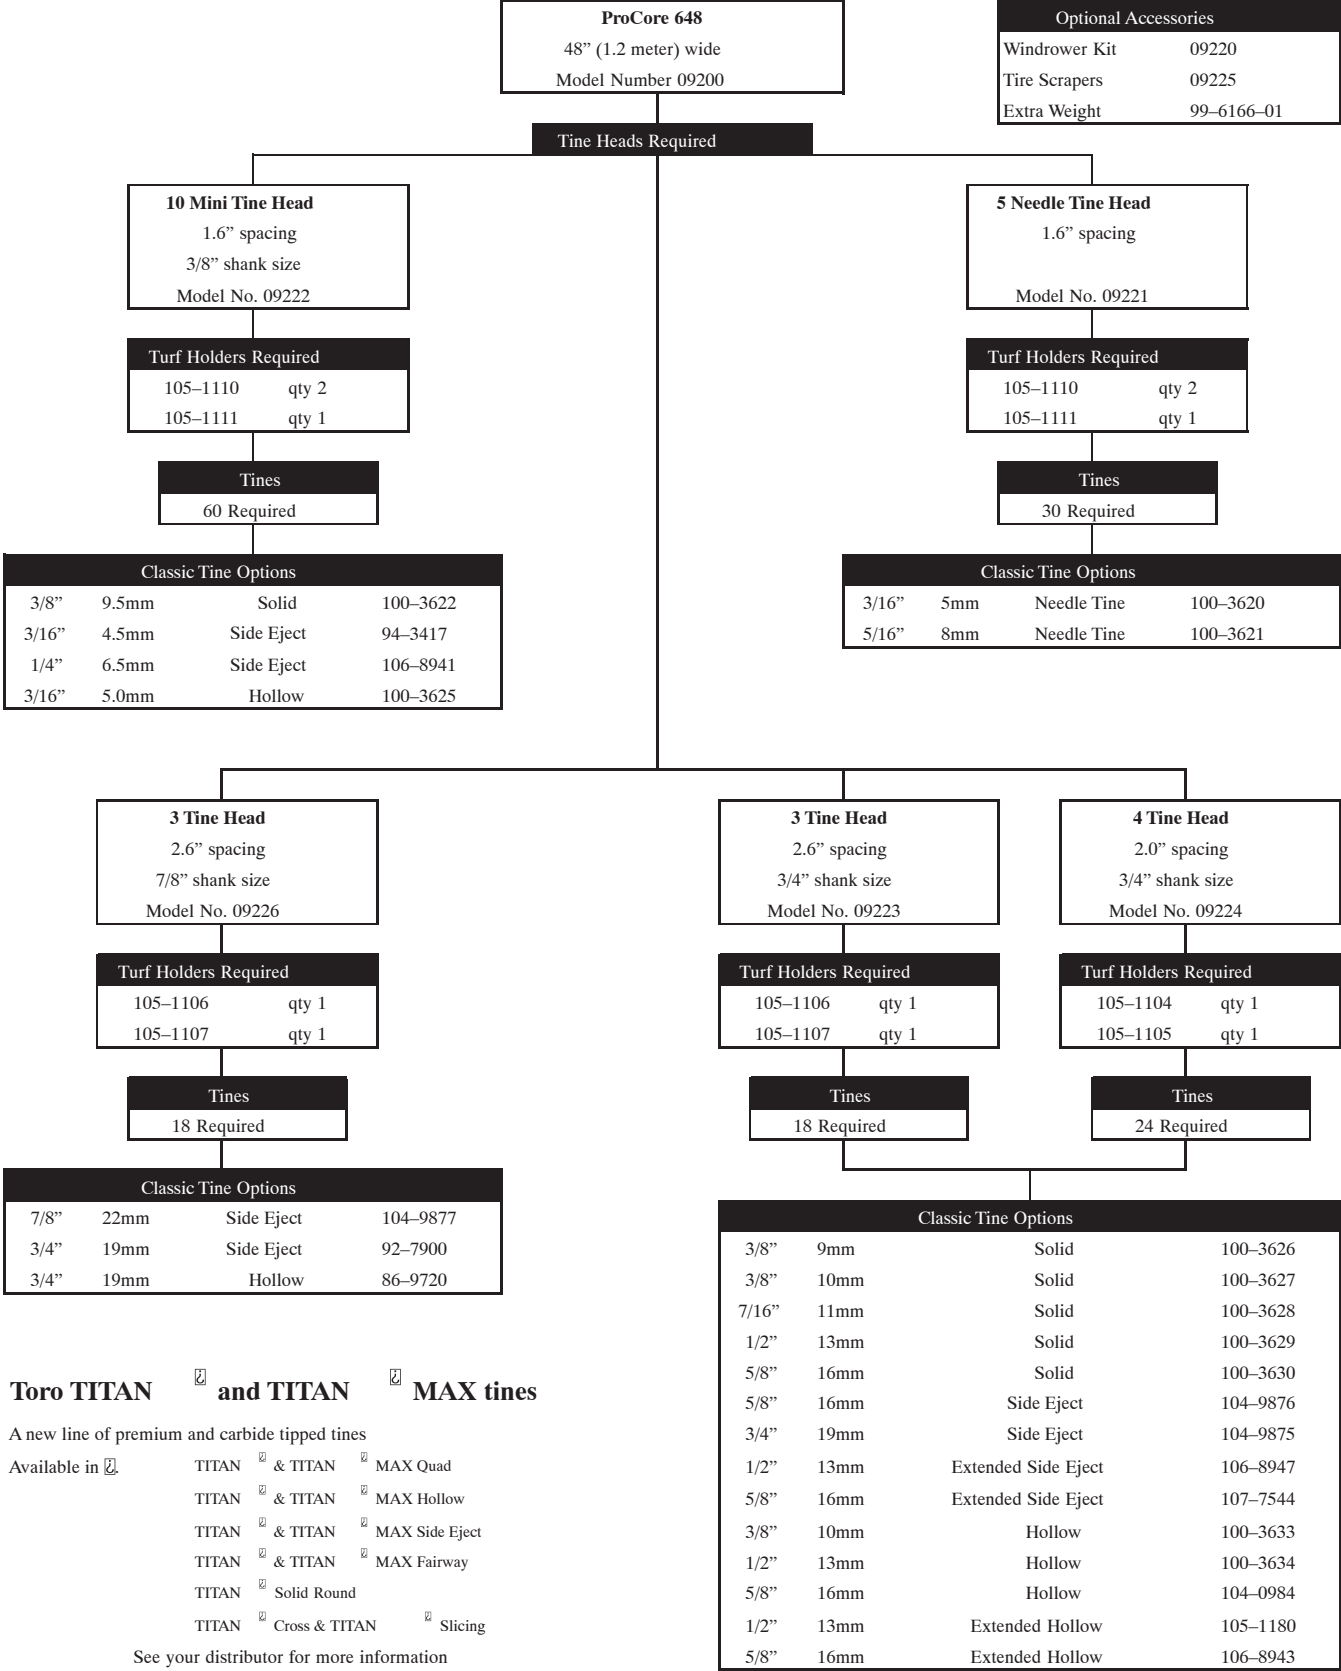 ProCore 648
48” (1.2 meter) wide
Model Number 09200
Optional Accessories
Windrower Kit 09220
Tire Scrapers 09225
Extra Weight 99–6166–01
Tine Heads Required
10 Mini Tine Head
1.6” spacing
3/8” shank size
Model No. 09222
Turf Holders Required
105–1110 qty 2
105–1111 qty 1
Tines
60 Required
Classic Tine Options
3/8” 9.5mm Solid 100–3622
3/16” 4.5mm Side Eject 94–3417
1/4” 6.5mm Side Eject 106–8941
3/16” 5.0mm Hollow 100–3625
5 Needle Tine Head
1.6” spacing
Model No. 09221
Turf Holders Required
105–1110 qty 2
105–1111 qty 1
Tines
30 Required
Classic Tine Options
3/16” 5mm Needle Tine 100–3620
5/16” 8mm Needle Tine 100–3621
3 Tine Head
2.6” spacing
7/8” shank size
Model No. 09226
Turf Holders Required
105–1106 qty 1
105–1107 qty 1
Tines
18 Required
Classic Tine Options
7/8” 22mm Side Eject 104–9877
3/4” 19mm Side Eject 92–7900
3/4” 19mm Hollow 86–9720
3 Tine Head
2.6” spacing
3/4” shank size
Model No. 09223
Turf Holders Required
105–1106 qty 1
105–1107 qty 1
Tines
18 Required
4 Tine Head
2.0” spacing
3/4” shank size
Model No. 09224
Turf Holders Required
105–1104 qty 1
105–1105 qty 1
Tines
24 Required
Classic Tine Options
3/8” 9mm Solid 100–3626
3/8” 10mm Solid 100–3627
7/16” 11mm Solid 100–3628
1/2” 13mm Solid 100–3629
5/8” 16mm Solid 100–3630
5/8” 16mm Side Eject 104–9876
3/4” 19mm Side Eject 104–9875
1/2” 13mm Extended Side Eject 106–8947
5/8” 16mm Extended Side Eject 107–7544
3/8” 10mm Hollow 100–3633
1/2” 13mm Hollow 100–3634
5/8” 16mm Hollow 104–0984
1/2” 13mm Extended Hollow 105–1180
5/8” 16mm Extended Hollow 106–8943
Toro TITAN ¿ and TITAN ¿ MAX tines
A new line of premium and carbide tipped tines
Available in ¿.
TITAN ¿ & TITAN ¿ MAX Quad
TITAN ¿ & TITAN ¿ MAX Hollow
TITAN ¿ & TITAN ¿ MAX Side Eject
TITAN ¿ & TITAN ¿ MAX Fairway
TITAN ¿ Solid Round
TITAN ¿ Cross & TITAN ¿ Slicing
See your distributor for more information